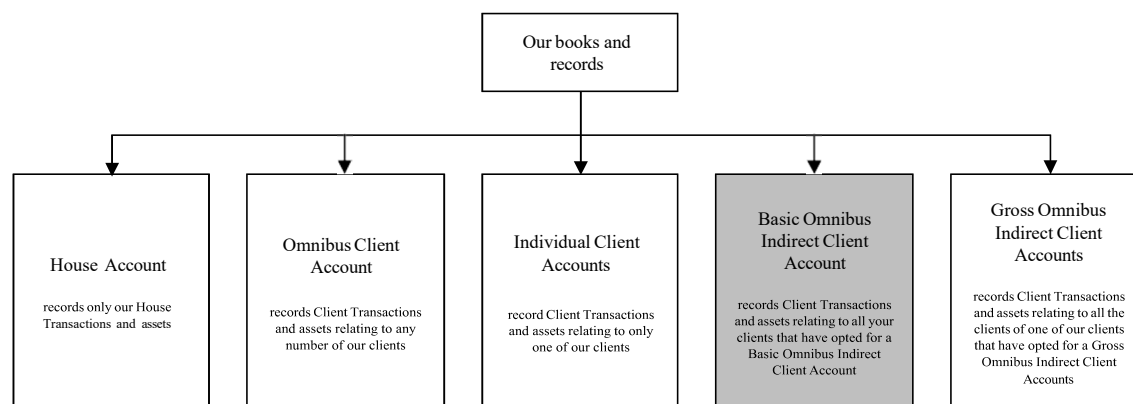 Our books and
records
House Account
records only our House
Transactions and assets
Omnibus Client
Account
records Client Transactions
and assets relating to any
number of our clients
Individual Client
Accounts
record Client Transactions
and assets relating to only
one of our clients
Basic Omnibus
Indirect Client
Account
records Client Transactions
and assets relating to all your
clients that have opted for a
Basic Omnibus Indirect
Client Account
Gross Omnibus
Indirect Client
Accounts
records Client Transactions
and assets relating to all the
clients of one of our clients
that have opted for a Gross
Omnibus Indirect Client
Accounts